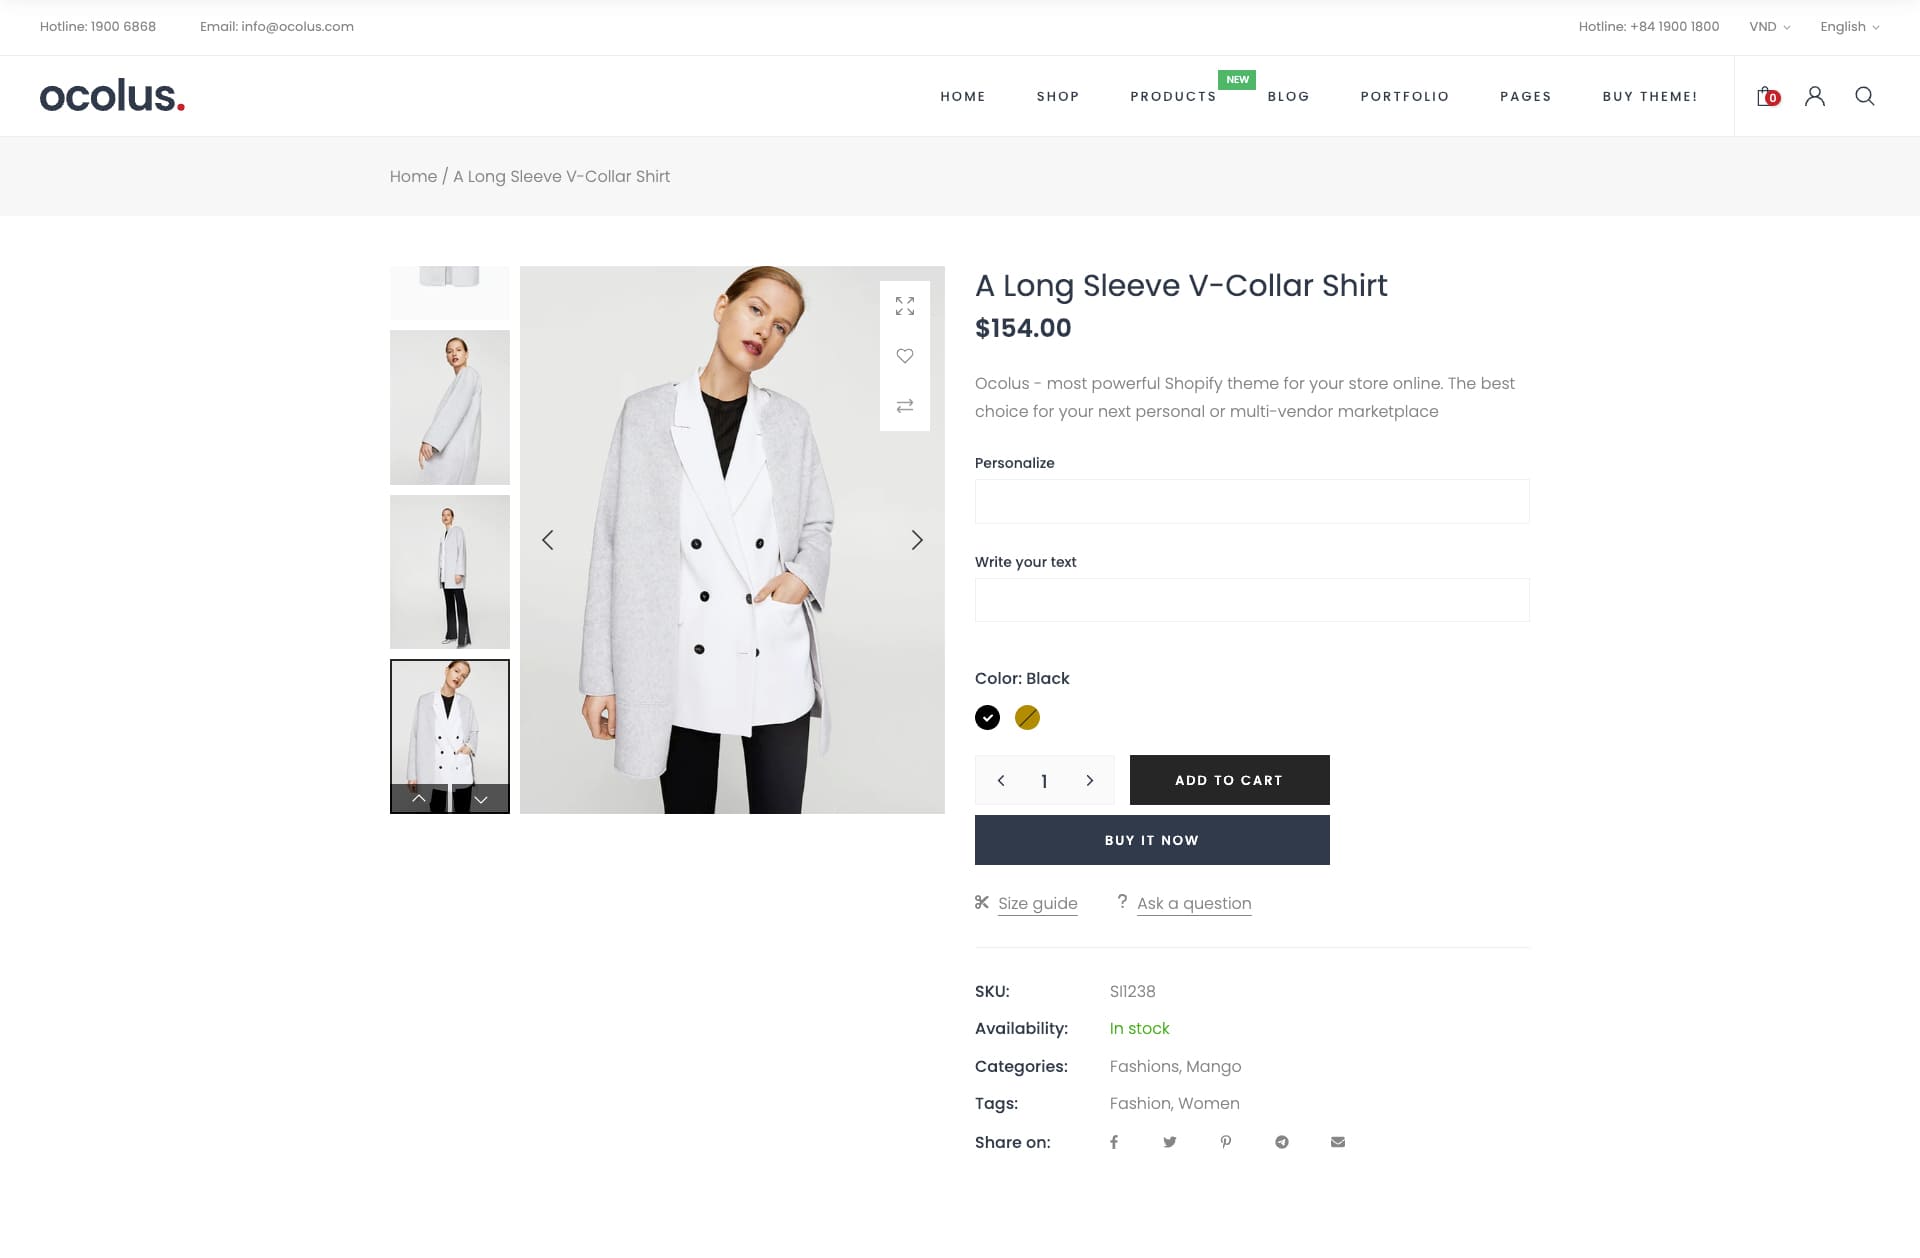 Hotline: 1900 6868
Email: info@ocolus.com
Hotline: +84 1900 1800
VND
English
ocolus.
HOME
SHOP
PRODUCTS
NEW
BLOG
PORTFOLIO
PAGES
BUY THEME!
0
Home / A Long Sleeve V-Collar Shirt
A Long Sleeve V-Collar Shirt
$154.00
Ocolus - most powerful Shopify theme for your store online. The best
choice for your next personal or multi-vendor marketplace
Personalize
Write your text
Color: Black
1
ADD TO CART
BUY IT NOW
Size guide
? Ask a question
SKU: SI1238
Availability: In stock
Categories: Fashions, Mango
Tags: Fashion, Women
Share on: